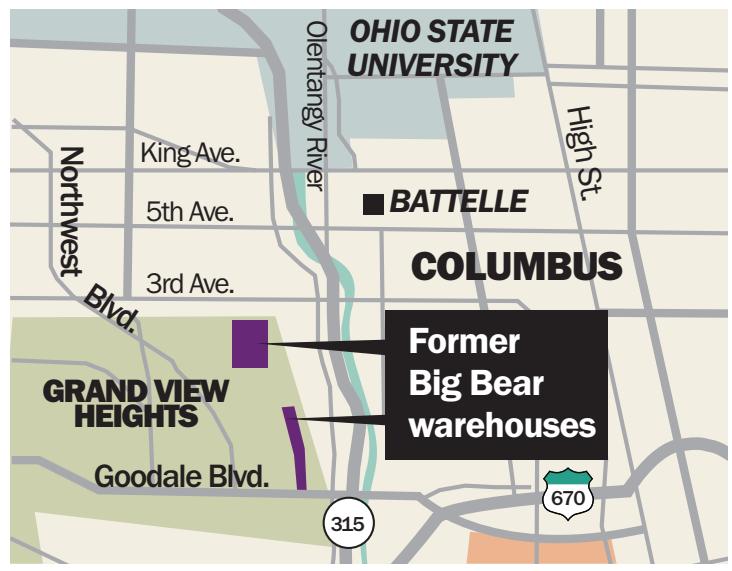 OHIO STATE
UNIVERSITY
Olentangy River
High St.
King Ave.
Northwest
Blvd.
5th Ave.
BATTELLE
COLUMBUS
3rd Ave.
Former
Big Bear
warehouses
GRAND VIEW
HEIGHTS
Goodale Blvd.
670
315